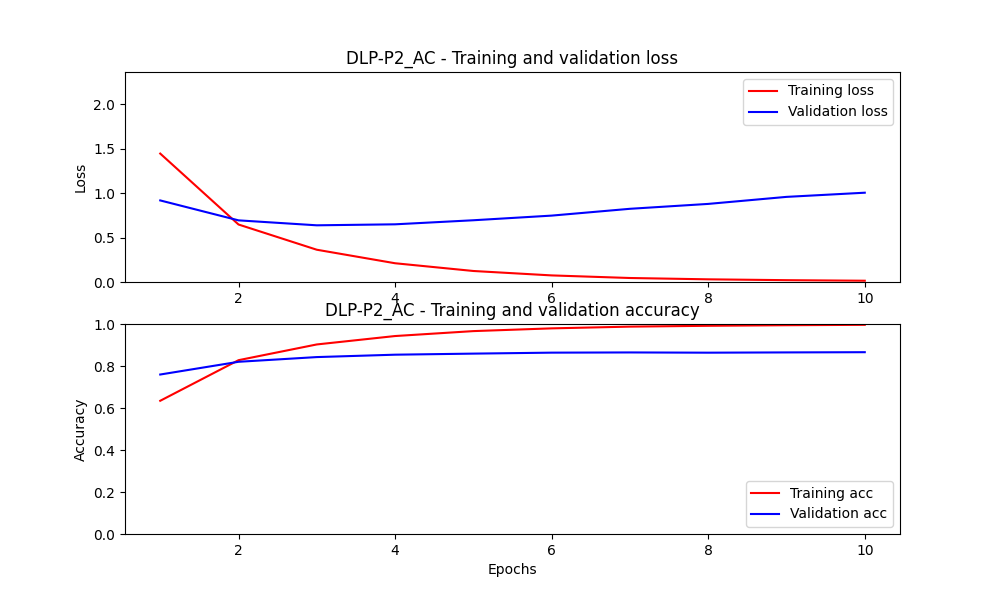 DLP-P2_AC - Training and validation loss
2.0
1.5
1.0
0.5
0.0
Loss
Training loss
Validation loss
2 4 6 8 10
DLP-P2_AC - Training and validation accuracy
1.0
0.8
0.6
0.4
0.2
0.0
Accuracy
Training acc
Validation acc
2 4 6 8 10
Epochs